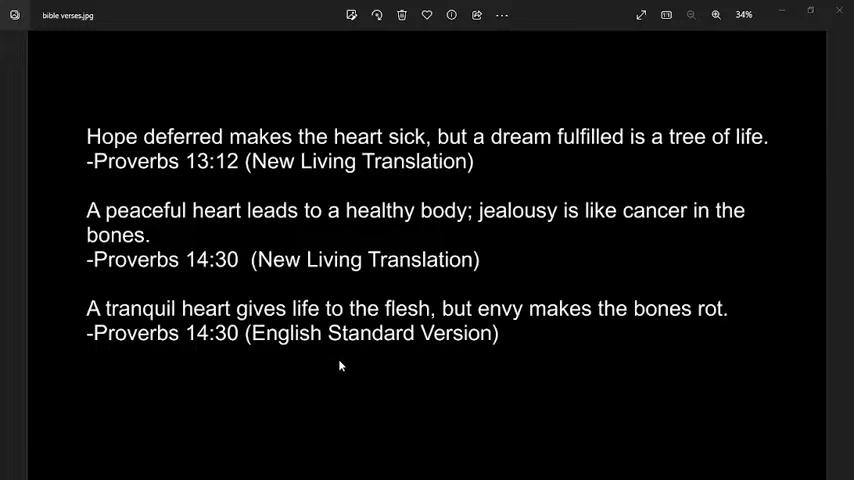 bible verses.jpg
34%
Hope deferred makes the heart sick, but a dream fulfilled is a tree of life.
-Proverbs 13:12 (New Living Translation)
A peaceful heart leads to a healthy body; jealousy is like cancer in the
bones.
-Proverbs 14:30  (New Living Translation)
A tranquil heart gives life to the flesh, but envy makes the bones rot.
-Proverbs 14:30 (English Standard Version)